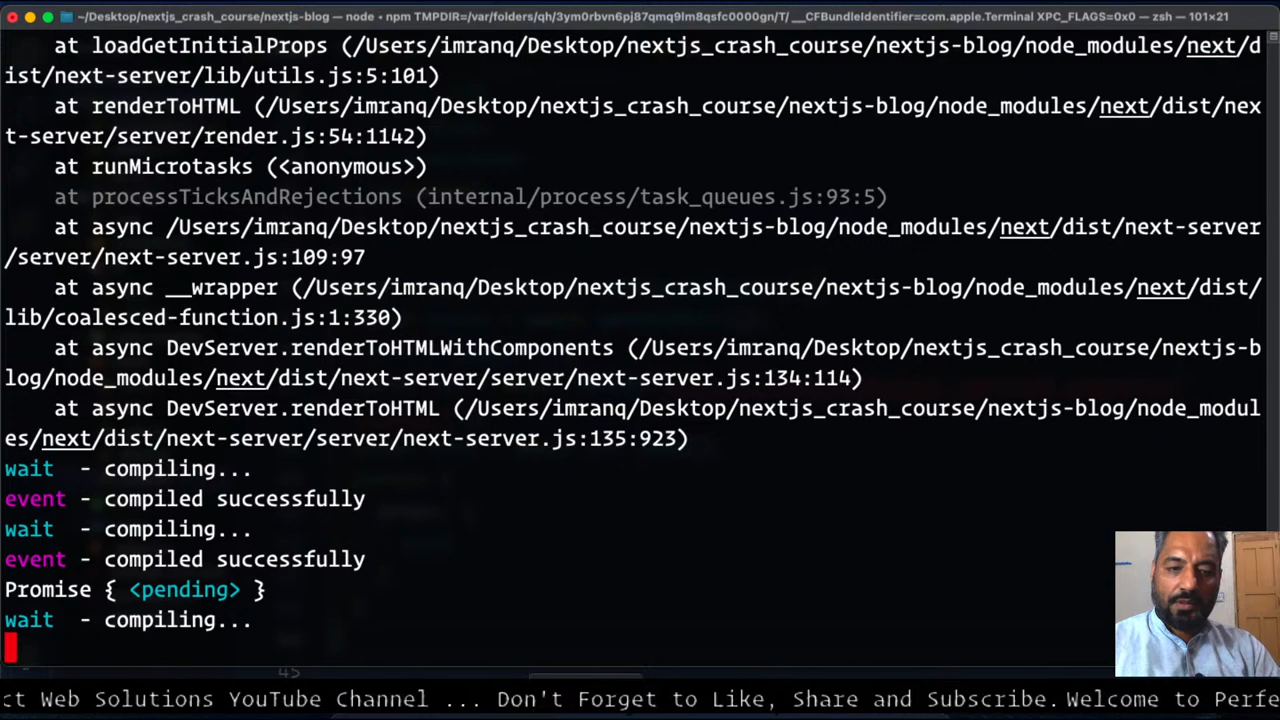 ~/Desktop/nextjs_crash_course/nextjs-blog — node • npm TMPDIR=/var/folders/qh/3ym0rbvn6pj87qmq9lm8qsfc0000gn/T/ __CFBundleIdentifier=com.apple.Terminal XPC_FLAGS=0x0 — zsh — 101×21
at loadGetInitialProps (/Users/imranq/Desktop/nextjs_crash_course/nextjs-blog/node_modules/next/d
ist/next-server/lib/utils.js:5:101)
at renderToHTML (/Users/imranq/Desktop/nextjs_crash_course/nextjs-blog/node_modules/next/dist/nex
t-server/server/render.js:54:1142)
at runMicrotasks (<anonymous>)
at processTicksAndRejections (internal/process/task_queues.js:93:5)
at async /Users/imranq/Desktop/nextjs_crash_course/nextjs-blog/node_modules/next/dist/next-server
/server/next-server.js:109:97
at async __wrapper (/Users/imranq/Desktop/nextjs_crash_course/nextjs-blog/node_modules/next/dist/
lib/coalesced-function.js:1:330)
at async DevServer.renderToHTMLWithComponents (/Users/imranq/Desktop/nextjs_crash_course/nextjs-b
log/node_modules/next/dist/next-server/server/next-server.js:134:114)
at async DevServer.renderToHTML (/Users/imranq/Desktop/nextjs_crash_course/nextjs-blog/node_modul
es/next/dist/next-server/server/next-server.js:135:923)
wait - compiling...
event - compiled successfully
wait - compiling...
event - compiled successfully
Promise { <pending> }
wait - compiling...
45
ct Web Solutions YouTube Channel ... Don't Forget to Like, Share and Subscribe. Welcome to Perfe